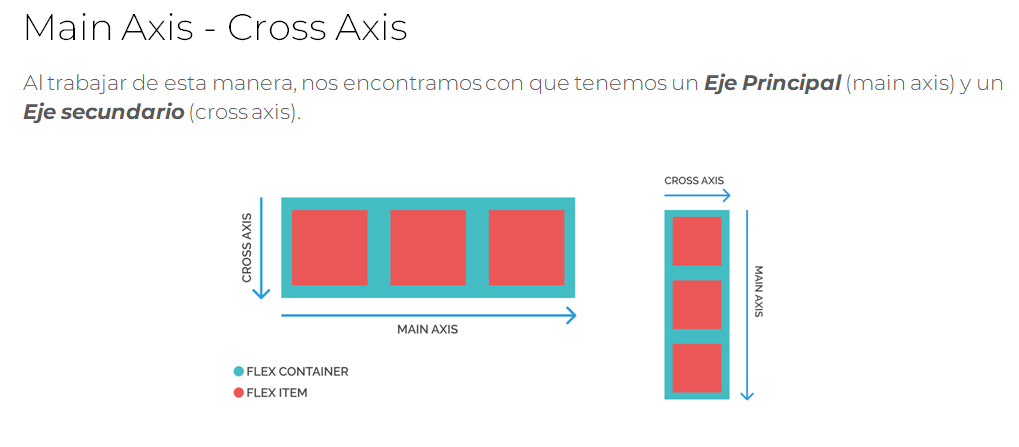 Main Axis - Cross Axis
Al trabajar de esta manera, nos encontramos con que tenemos un Eje Principal (main axis) y un
Eje secundario (cross axis).
CROSS AXIS
MAIN AXIS
FLEX CONTAINER
FLEX ITEM
CROSS AXIS
MAIN AXIS